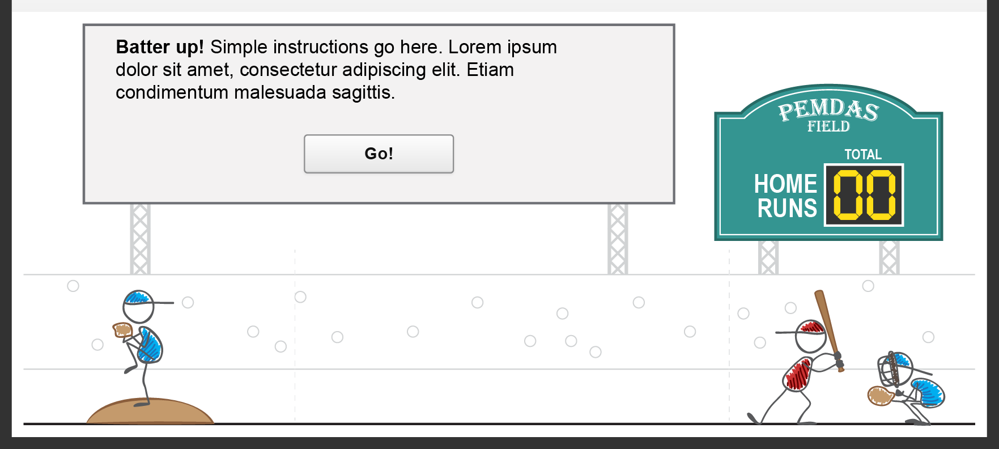 Batter up! Simple instructions go here. Lorem ipsum
dolor sit amet, consectetur adipiscing elit. Etiam
condimentum malesuada sagittis.
Go!
PEMDAS
FIELD
TOTAL
HOME
RUNS
00